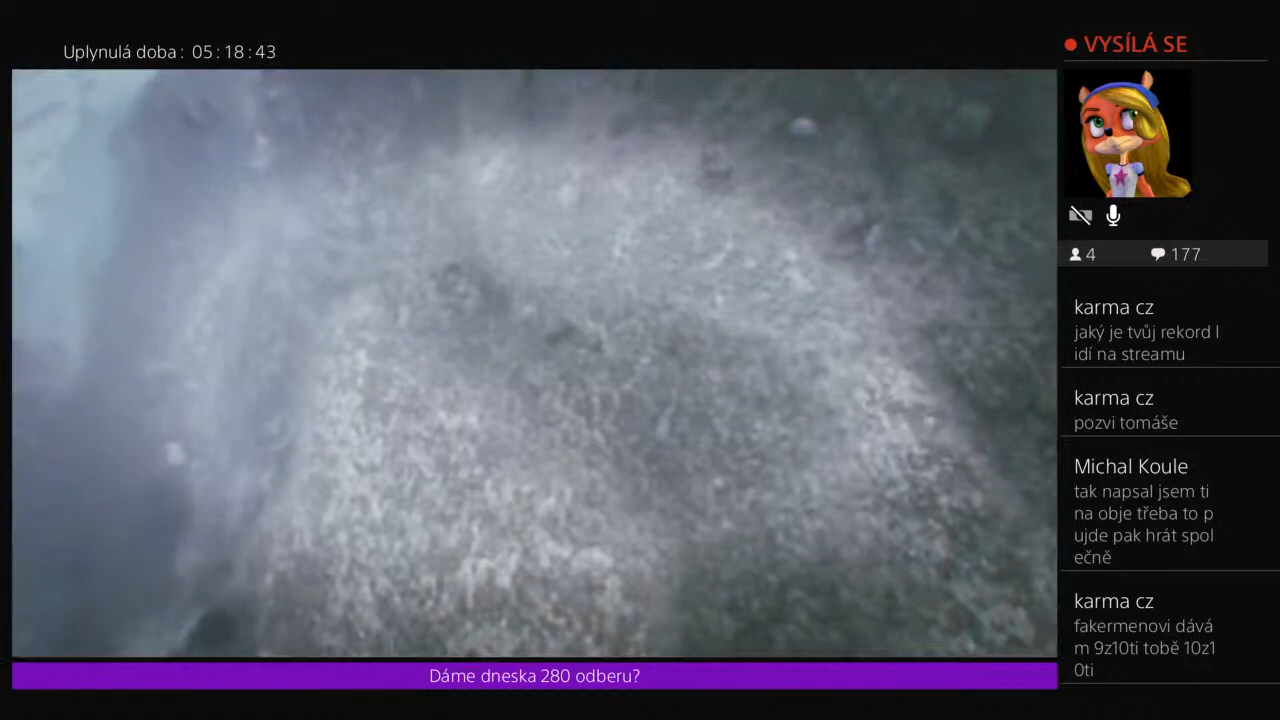 Uplynulá doba: 05:18:43
VYSÍLÁ SE
4
177
karma cz
jaký je tvůj rekord l
idí na streamu
karma cz
pozvi tomáše
Michal Koule
tak napsal jsem ti
na obje třeba to p
ujde pak hrát spol
ečně
karma cz
fakermenovi dává
m 9z10ti tobě 10z1
0ti
Dáme dneska 280 odberu?